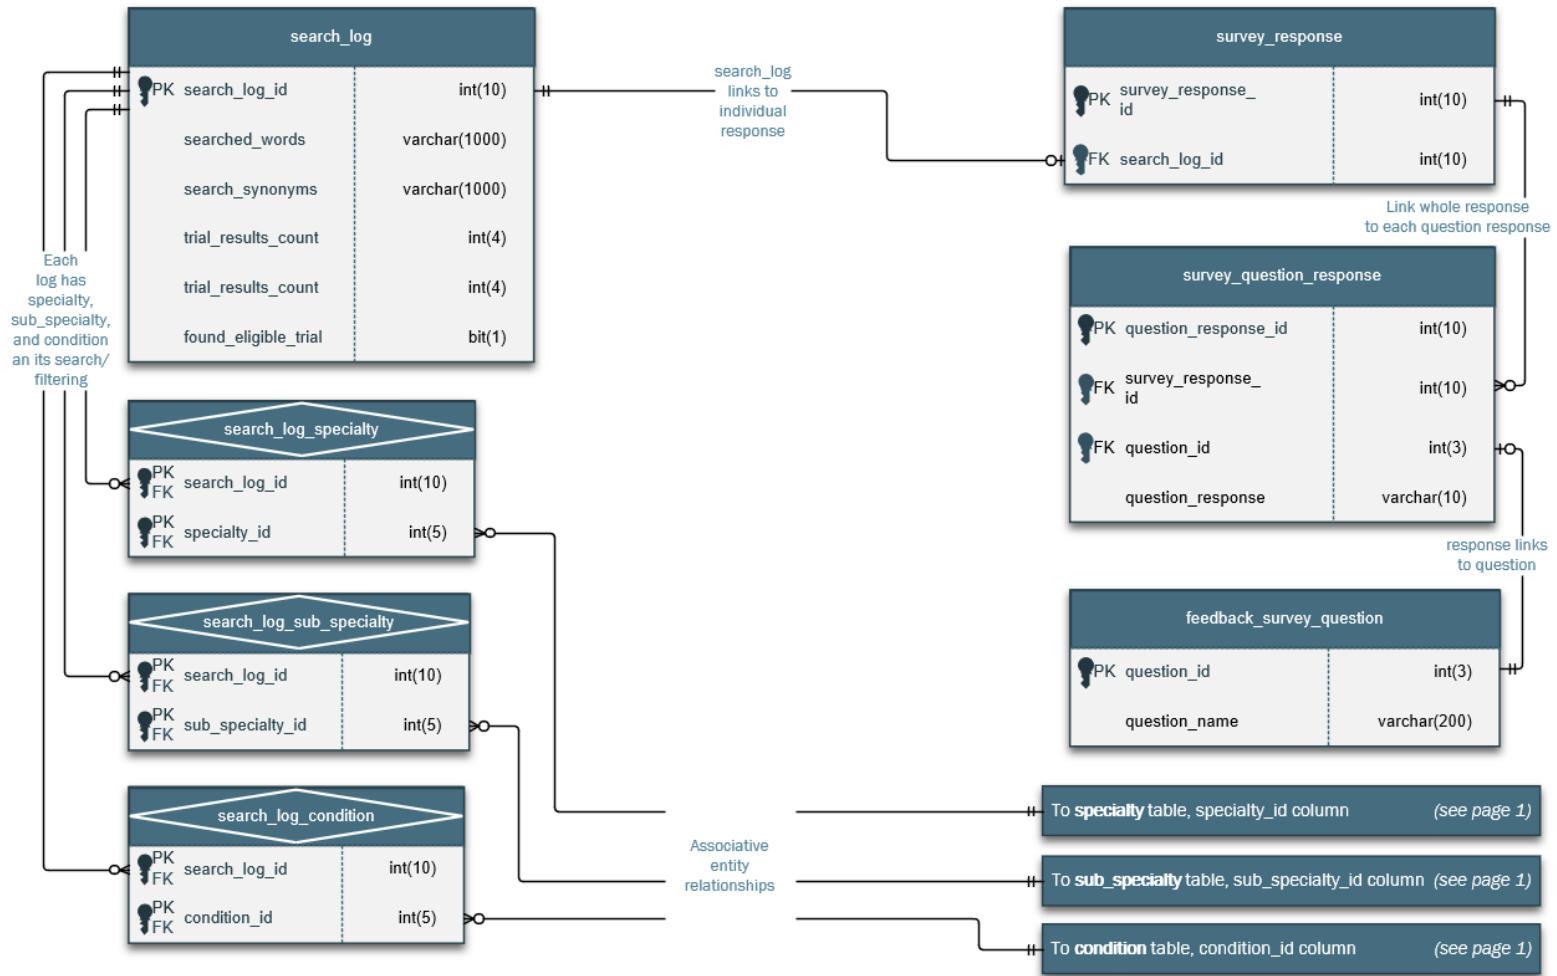 search_log
PK search_log_id int(10)
searched_words varchar(1000)
search_synonyms varchar(1000)
trial_results_count int(4)
trial_results_count int(4)
found_eligible_trial bit(1)
search_log
links to
individual
response
survey_response
PK survey_response_
id int(10)
FK search_log_id int(10)
Link whole response
to each question response
survey_question_response
PK question_response_id int(10)
FK survey_response_
id int(10)
FK question_id int(3)
question_response varchar(10)
response links
to question
feedback_survey_question
PK question_id int(3)
question_name varchar(200)
Each
log has
specialty,
sub_specialty,
and condition
an its search/
filtering
search_log_specialty
PK
FK search_log_id int(10)
PK
FK specialty_id int(5)
search_log_sub_specialty
PK
FK search_log_id int(10)
PK
FK sub_specialty_id int(5)
search_log_condition
PK
FK search_log_id int(10)
PK
FK condition_id int(5)
Associative
entity
relationships
To specialty table, specialty_id column (see page 1)
To sub_specialty table, sub_specialty_id column (see page 1)
To condition table, condition_id column (see page 1)